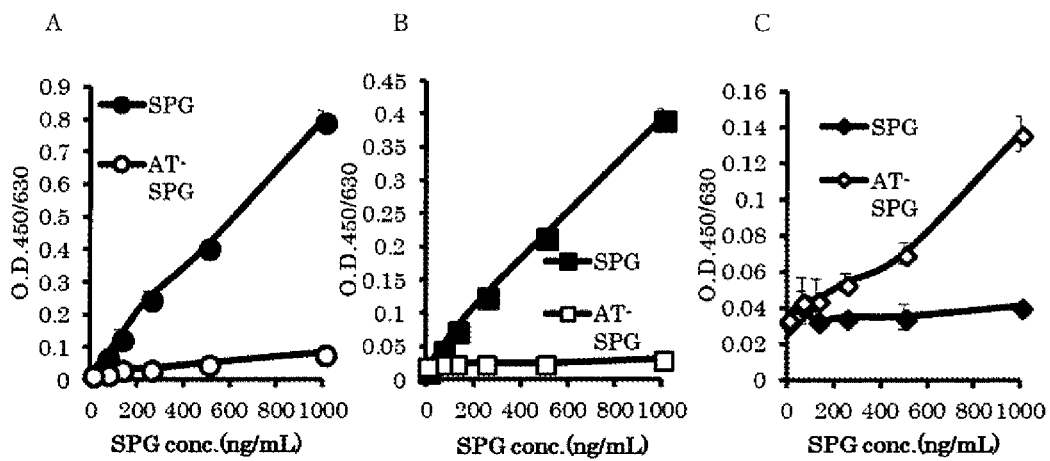 A
B
C
O.D.450/630
0.9
0.8
0.7
0.6
0.5
0.4
0.3
0.2
0.1
0
SPG
AT-
SPG
0 200 400 600 800 1000
SPG conc.(ng/mL)
O.D.450/630
0.45
0.4
0.35
0.3
0.25
0.2
0.15
0.1
0.05
0
SPG
AT-
SPG
0 200 400 600 800 1000
SPG conc.(ng/mL)
O.D.450/630
0.16
0.14
0.12
0.1
0.08
0.06
0.04
0.02
0
SPG
AT-
SPG
0 200 400 600 800 1000
SPG conc.(ng/mL)